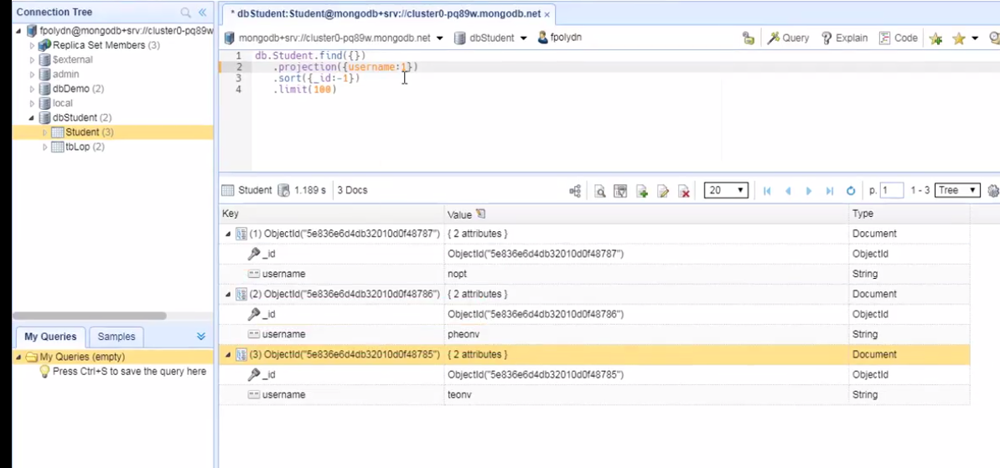 Connection Tree
fpolydn@mongodb+srv://cluster0-pq89w
Replica Set Members (3)
$external
admin
dbDemo (2)
local
dbStudent (2)
Student (3)
tbLop (2)
My Queries
Samples
My Queries (empty)
Press Ctrl+S to save the query here
* dbStudent:Student@mongodb+srv://cluster0-pq89w.mongodb.net ×
mongodb+srv://cluster0-pq89w.mongodb.net dbStudent fpolydn Query Explain Code
1 db.Student.find({})
2 .projection({username:1})
3 .sort({_id:-1})
4 .limit(100)
Student 1.189 s 3 Docs 20 p. 1 1 - 3 Tree
Key Value Type
(1) ObjectId("5e836e6d4db32010d0f48787") { 2 attributes } Document
_id ObjectId("5e836e6d4db32010d0f48787") ObjectId
username nopt String
(2) ObjectId("5e836e6d4db32010d0f48786") { 2 attributes } Document
_id ObjectId("5e836e6d4db32010d0f48786") ObjectId
username pheonv String
(3) ObjectId("5e836e6d4db32010d0f48785") { 2 attributes } Document
_id ObjectId("5e836e6d4db32010d0f48785") ObjectId
username teonv String